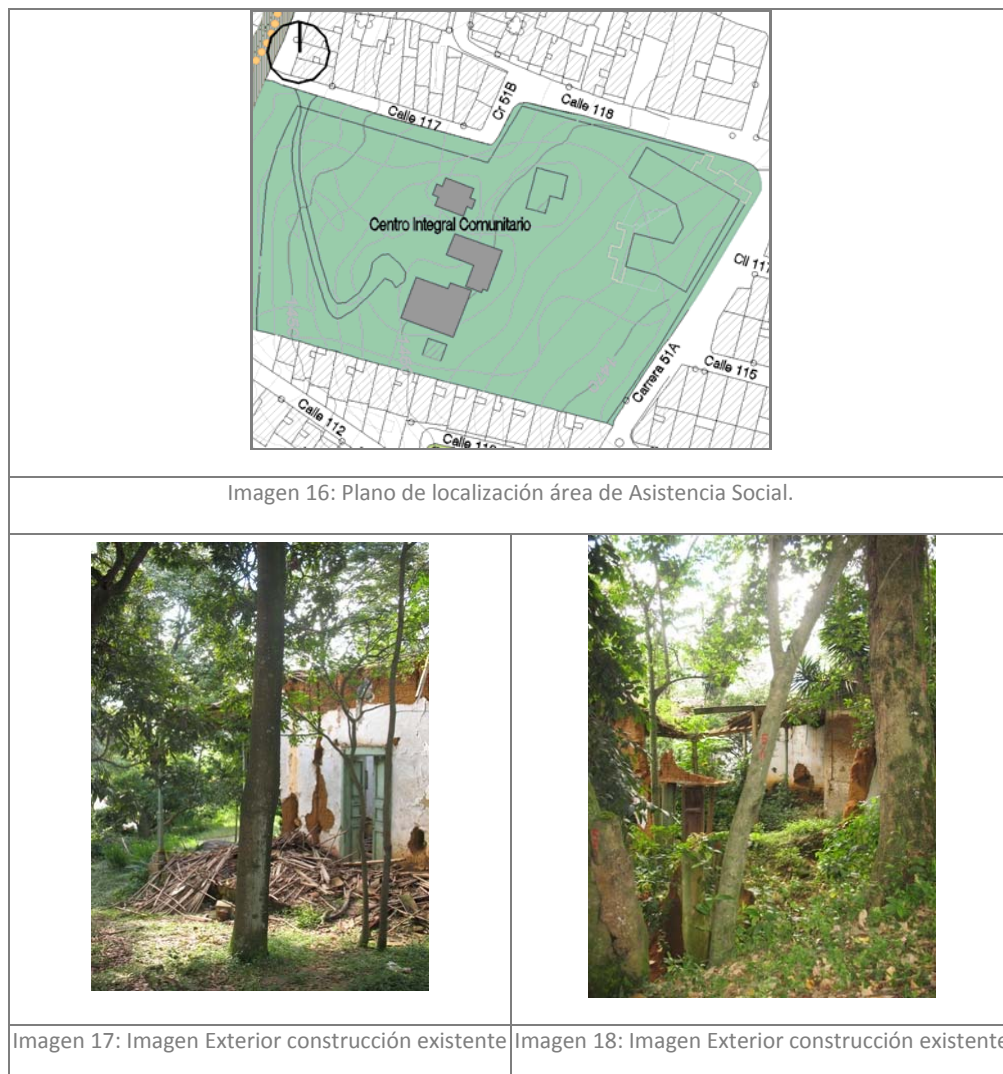 Calle 117
Cr 51B
Calle 118
Centro Integral Comunitario
Cll 117
Calle 115
Carrera 51A
Calle 112
Imagen 16: Plano de localización área de Asistencia Social.
Imagen 17: Imagen Exterior construcción existente
Imagen 18: Imagen Exterior construcción existente